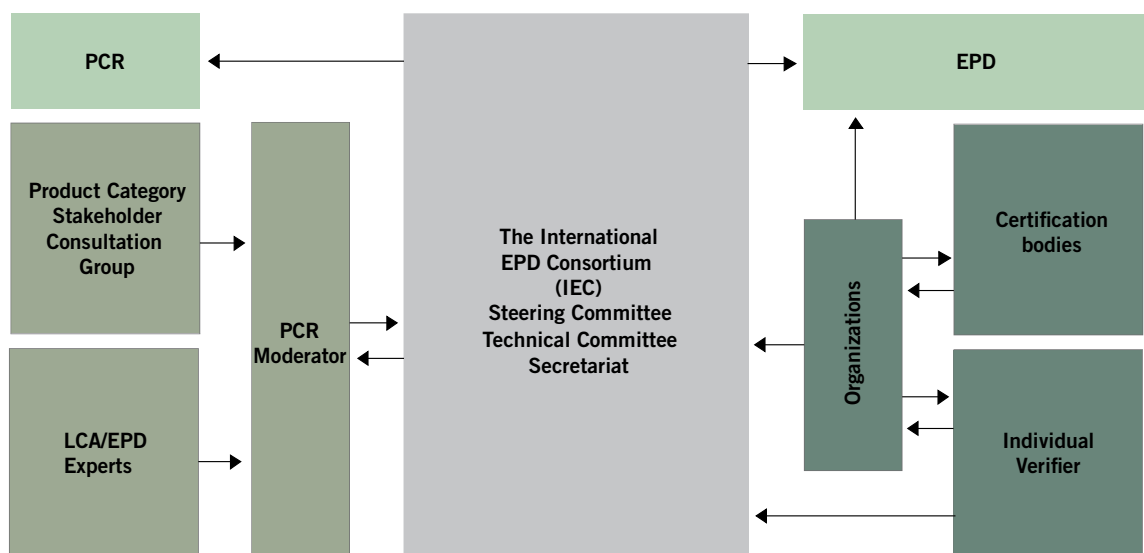 PCR
EPD
Product Category
Stakeholder
Consultation
Group
PCR
Moderator
LCA/EPD
Experts
The International
EPD Consortium
(IEC)
Steering Committee
Technical Committee
Secretariat
Organizations
Certification
bodies
Individual
Verifier